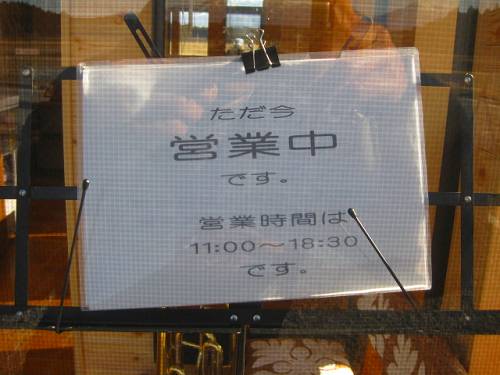 ただ今
営業中
です。
営業時間は
11:00～18:30
です。